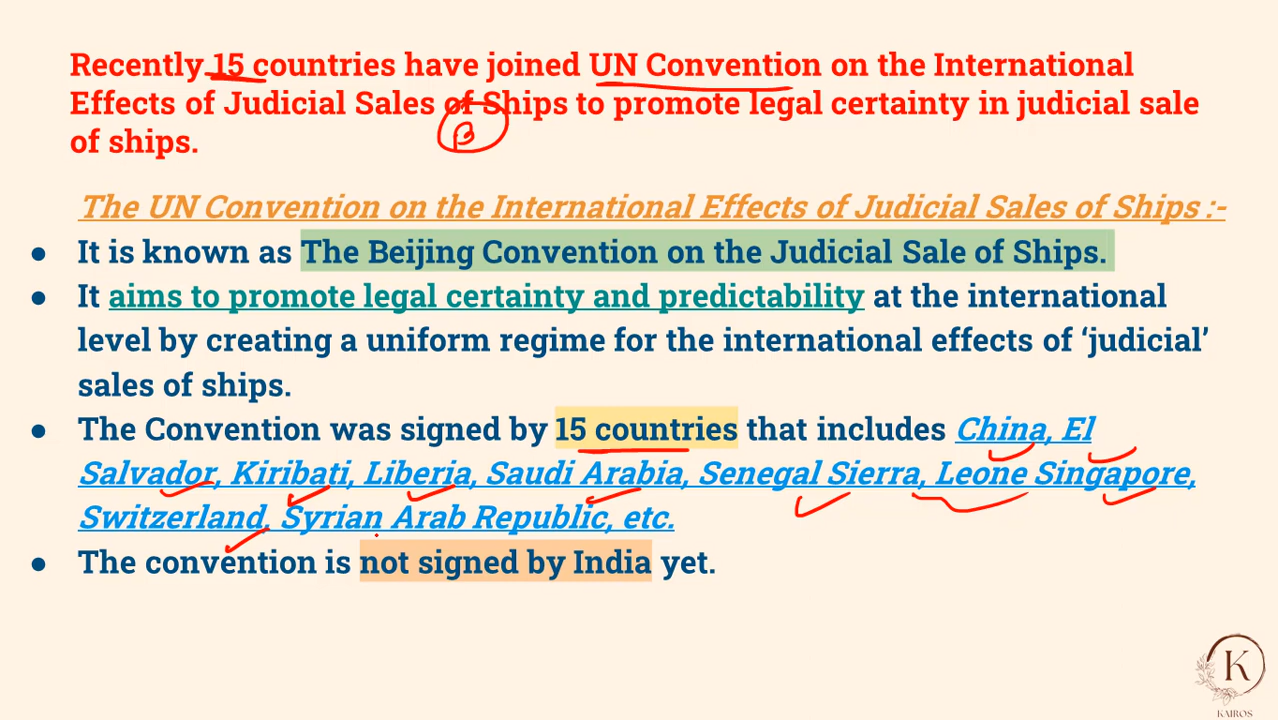 Recently 15 countries have joined UN Convention on the International
Effects of Judicial Sales of Ships to promote legal certainty in judicial sale
of ships.
B
The UN Convention on the International Effects of Judicial Sales of Ships :-
● It is known as The Beijing Convention on the Judicial Sale of Ships.
● It aims to promote legal certainty and predictability at the international
level by creating a uniform regime for the international effects of ‘judicial’
sales of ships.
● The Convention was signed by 15 countries that includes China, El
Salvador, Kiribati, Liberia, Saudi Arabia, Senegal Sierra, Leone Singapore,
Switzerland, Syrian Arab Republic, etc.
● The convention is not signed by India yet.
K
KAIROS